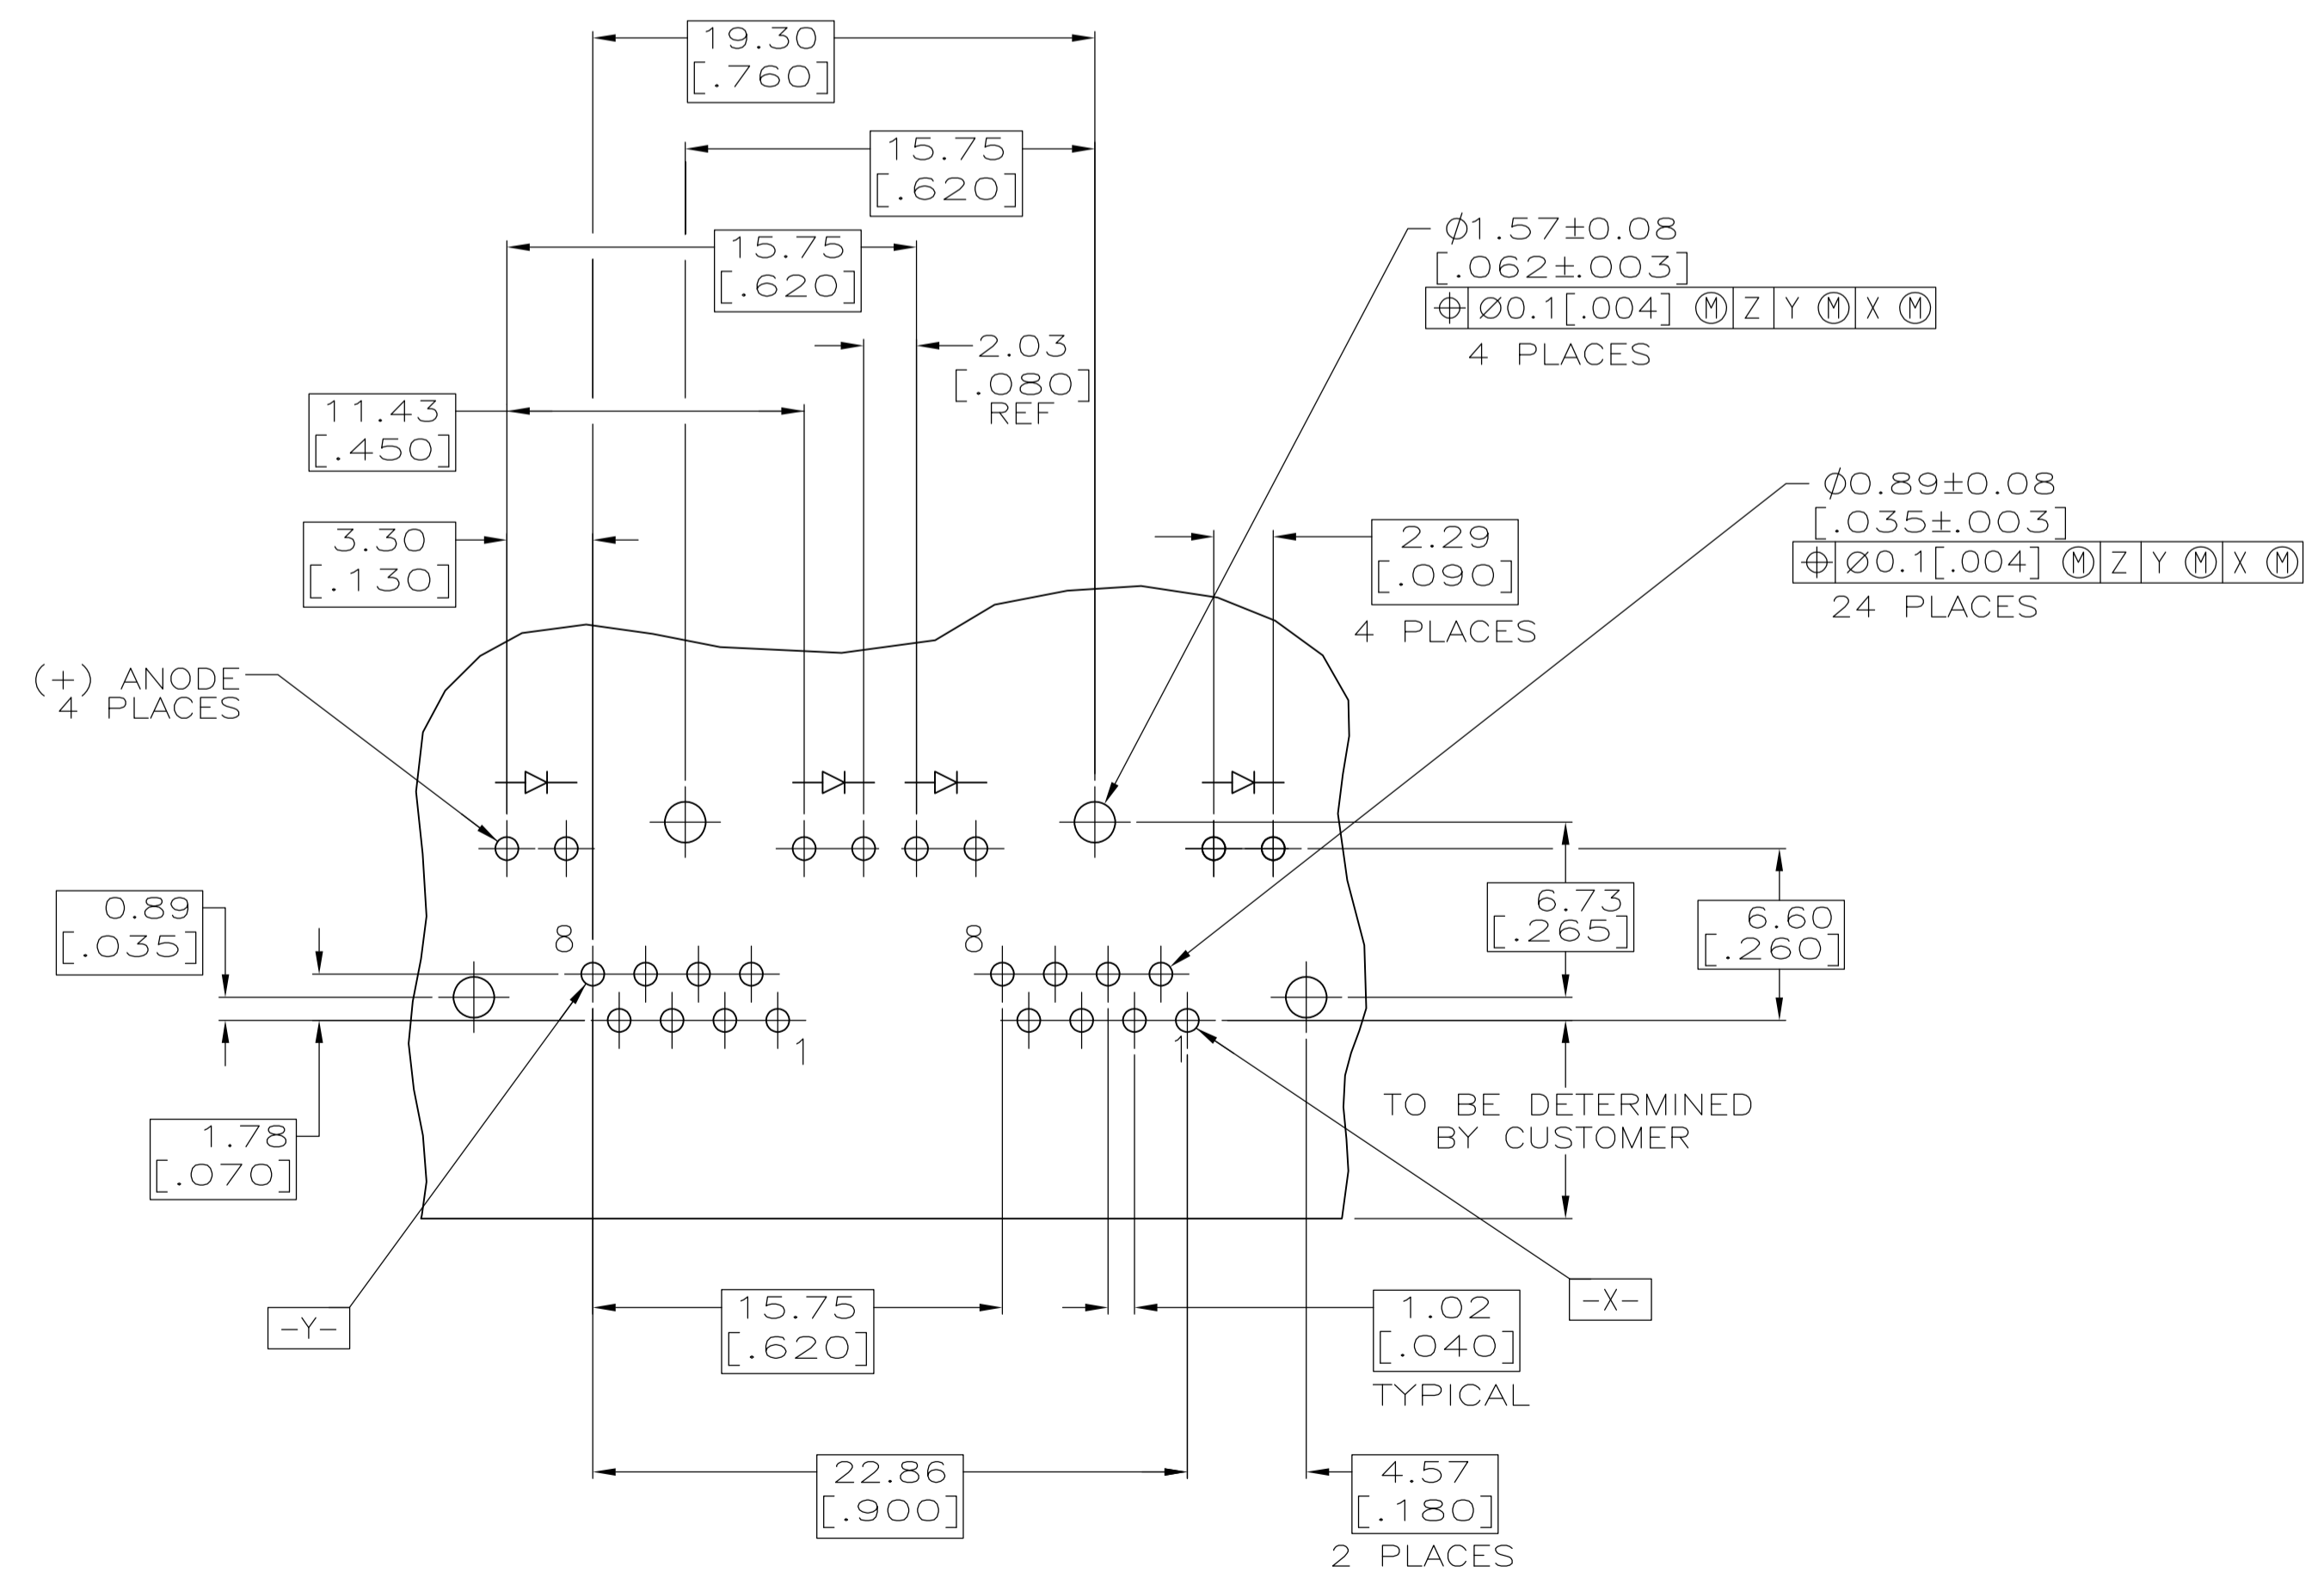 19.30
[.760]
15.75
[.620]
15.75
[.620]
2.03
[.080]
REF
11.43
[.450]
3.30
[.130]
⌀1.57±0.08
[.062±.003]
⌖ ⌀0.1[.004] Ⓜ Z Y Ⓜ X Ⓜ
4 PLACES
⌀0.89±0.08
[.035±.003]
⌖ ⌀0.1[.004] Ⓜ Z Y Ⓜ X Ⓜ
24 PLACES
2.29
[.090]
4 PLACES
(+) ANODE
4 PLACES
0.89
[.035]
8
8
6.73
[.265]
6.60
[.260]
1
1
1.78
[.070]
TO BE DETERMINED
BY CUSTOMER
-Y-
15.75
[.620]
1.02
[.040]
TYPICAL
-X-
22.86
[.900]
4.57
[.180]
2 PLACES